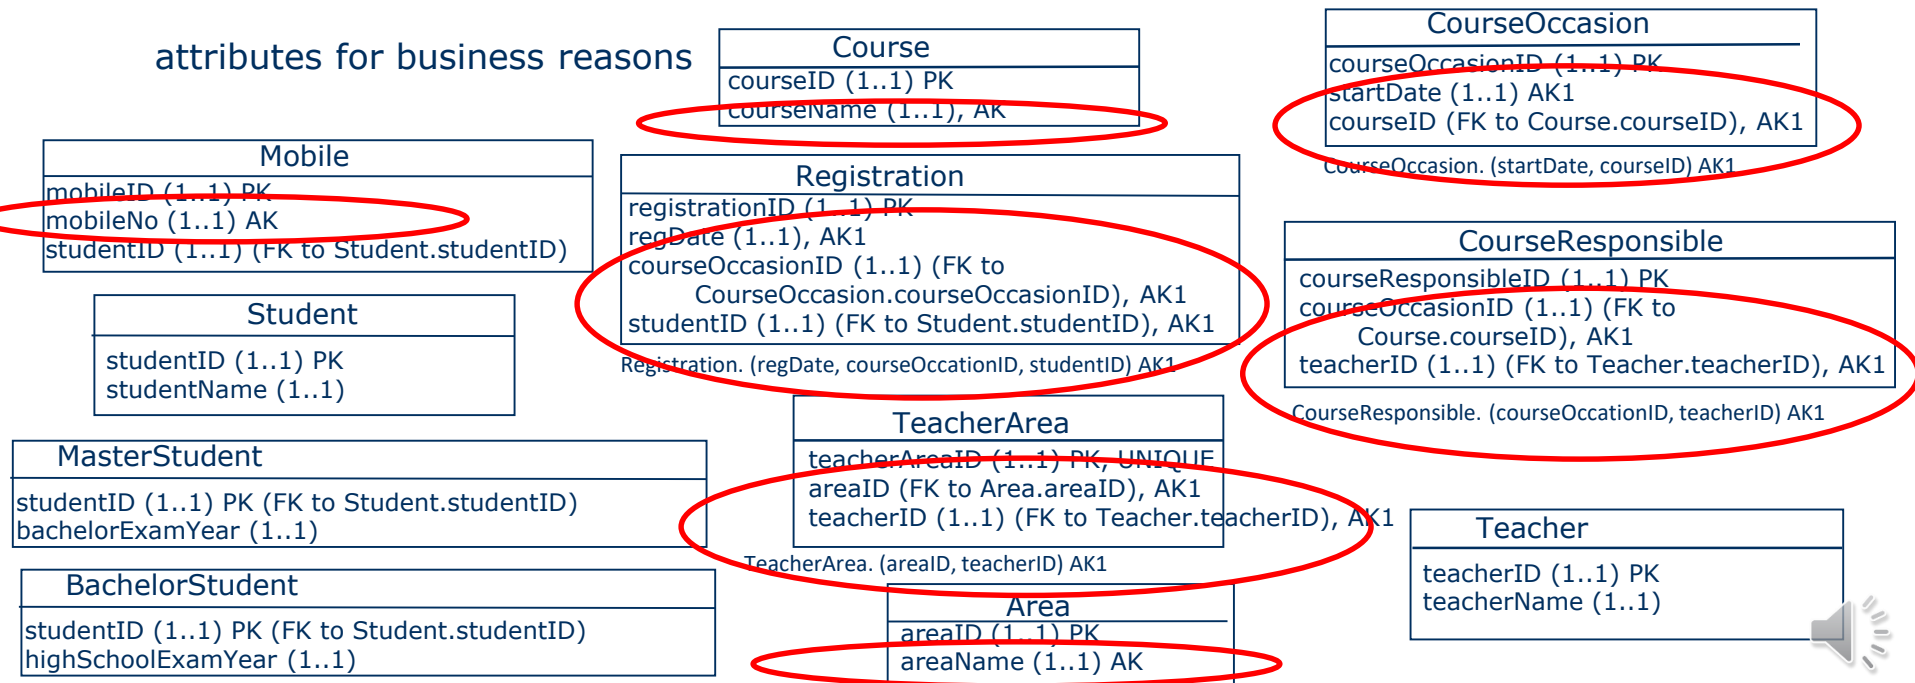 attributes for business reasons
Course
courseID (1..1) PK
courseName (1..1), AK
CourseOccasion
courseOccasionID (1..1) PK
startDate (1..1) AK1
courseID (FK to Course.courseID), AK1
CourseOccasion. (startDate, courseID) AK1
Mobile
mobileID (1..1) PK
mobileNo (1..1) AK
studentID (1..1) (FK to Student.studentID)
Registration
registrationID (1..1) PK
regDate (1..1), AK1
courseOccasionID (1..1) (FK to
CourseOccasion.courseOccasionID), AK1
studentID (1..1) (FK to Student.studentID), AK1
Registration. (regDate, courseOccationID, studentID) AK1
CourseResponsible
courseResponsibleID (1..1) PK
courseOccasionID (1..1) (FK to
Course.courseID), AK1
teacherID (1..1) (FK to Teacher.teacherID), AK1
CourseResponsible. (courseOccationID, teacherID) AK1
Student
studentID (1..1) PK
studentName (1..1)
TeacherArea
teacherAreaID (1..1) PK, UNIQUE
areaID (FK to Area.areaID), AK1
teacherID (1..1) (FK to Teacher.teacherID), AK1
TeacherArea. (areaID, teacherID) AK1
MasterStudent
studentID (1..1) PK (FK to Student.studentID)
bachelorExamYear (1..1)
Teacher
teacherID (1..1) PK
teacherName (1..1)
BachelorStudent
studentID (1..1) PK (FK to Student.studentID)
highSchoolExamYear (1..1)
Area
areaID (1..1) PK
areaName (1..1) AK